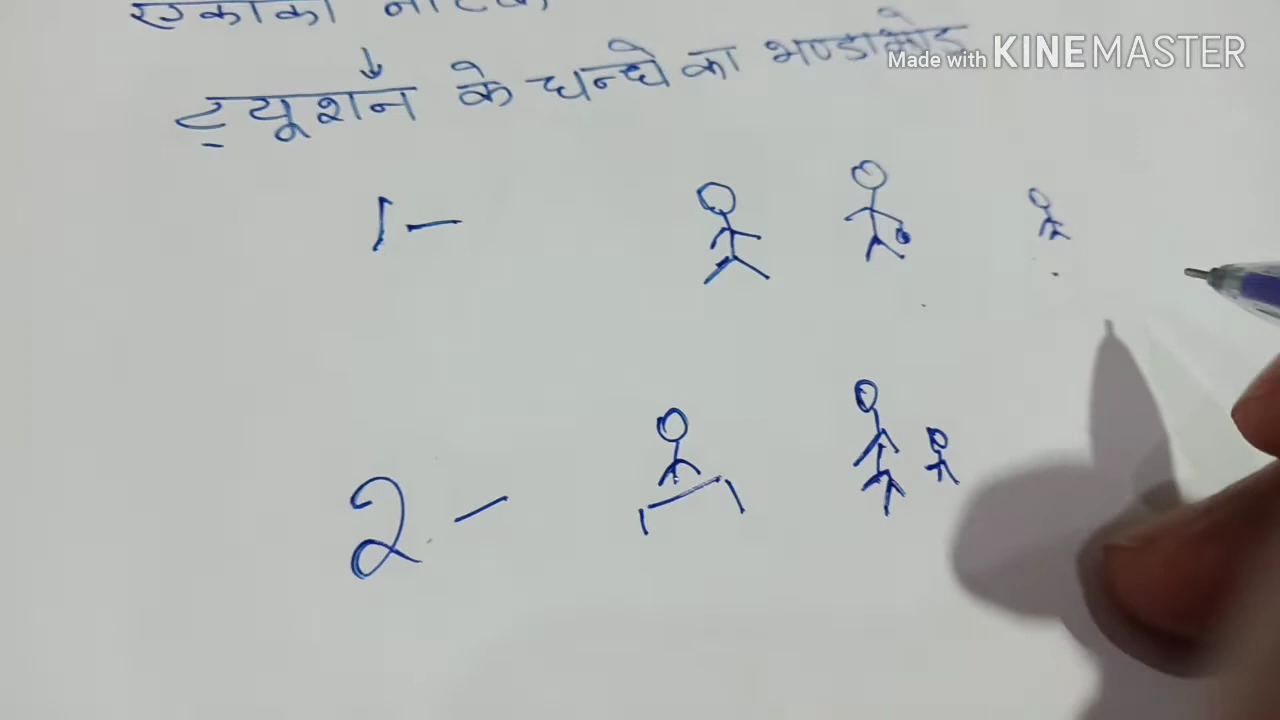 एकांकी नाटक
ट्यूशन के धन्धे का भण्डाफोड़
Made with KINEMASTER
1-
2-